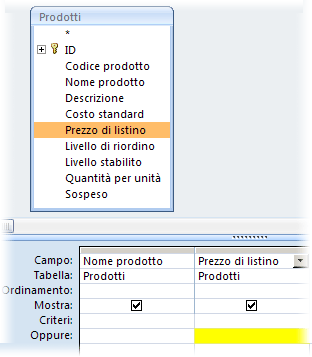 Prodotti
*
ID
Codice prodotto
Nome prodotto
Descrizione
Costo standard
Prezzo di listino
Livello di riordino
Livello stabilito
Quantità per unità
Sospeso
Campo: Nome prodotto Prezzo di listino
Tabella: Prodotti Prodotti
Ordinamento:
Mostra:
Criteri:
Oppure: